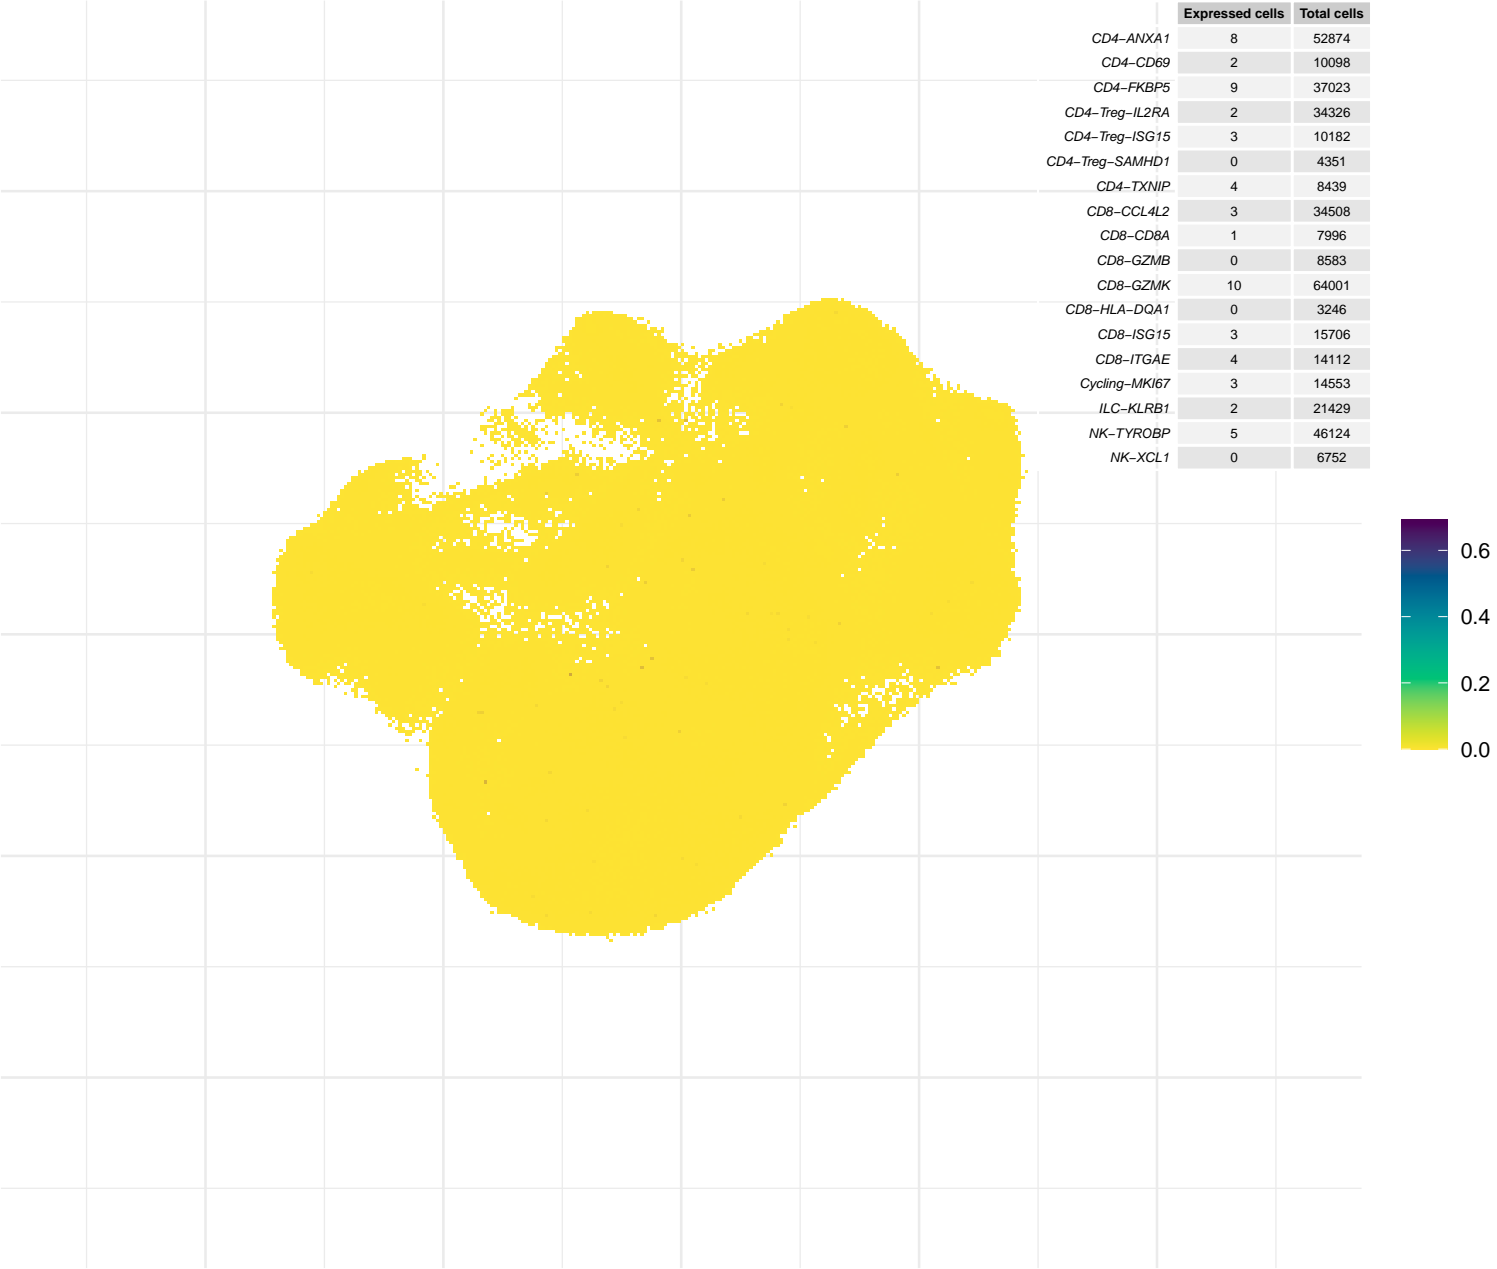 Expressed cells Total cells
CD4−ANXA1 8 52874
CD4−CD69 2 10098
CD4−FKBP5 9 37023
CD4−Treg−IL2RA 2 34326
CD4−Treg−ISG15 3 10182
CD4−Treg−SAMHD1 0 4351
CD4−TXNIP 4 8439
CD8−CCL4L2 3 34508
CD8−CD8A 1 7996
CD8−GZMB 0 8583
CD8−GZMK 10 64001
CD8−HLA−DQA1 0 3246
CD8−ISG15 3 15706
CD8−ITGAE 4 14112
Cycling−MKI67 3 14553
ILC−KLRB1 2 21429
NK−TYROBP 5 46124
NK−XCL1 0 6752
0.6
0.4
0.2
0.0